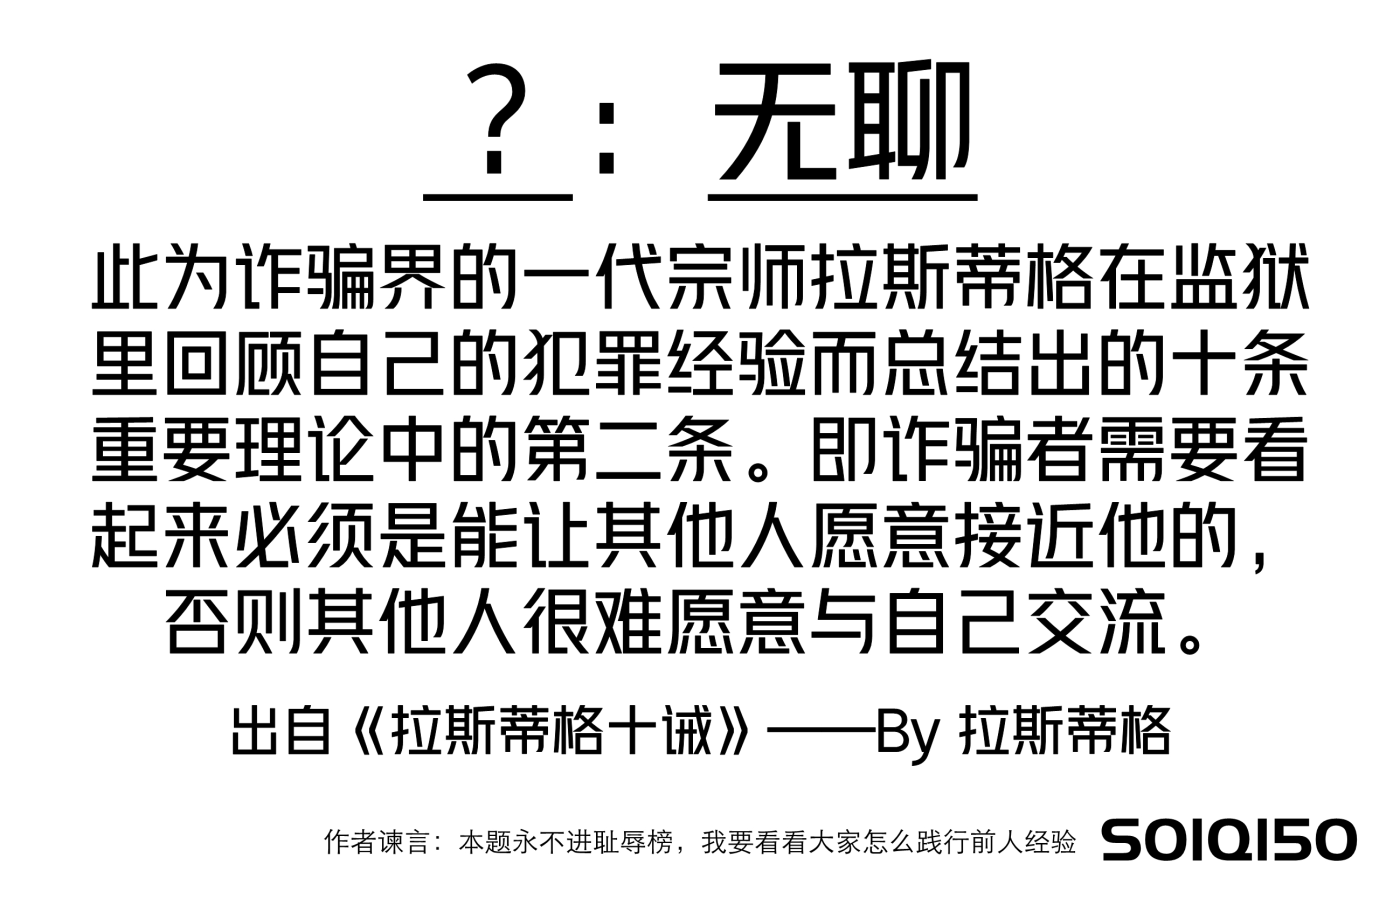 ？：无聊
此为诈骗界的一代宗师拉斯蒂格在监狱
里回顾自己的犯罪经验而总结出的十条
重要理论中的第二条。即诈骗者需要看
起来必须是能让其他人愿意接近他的，
否则其他人很难愿意与自己交流。
出自《拉斯蒂格十诫》——By 拉斯蒂格
作者谏言：本题永不进耻辱榜，我要看看大家怎么践行前人经验
SOIQI50